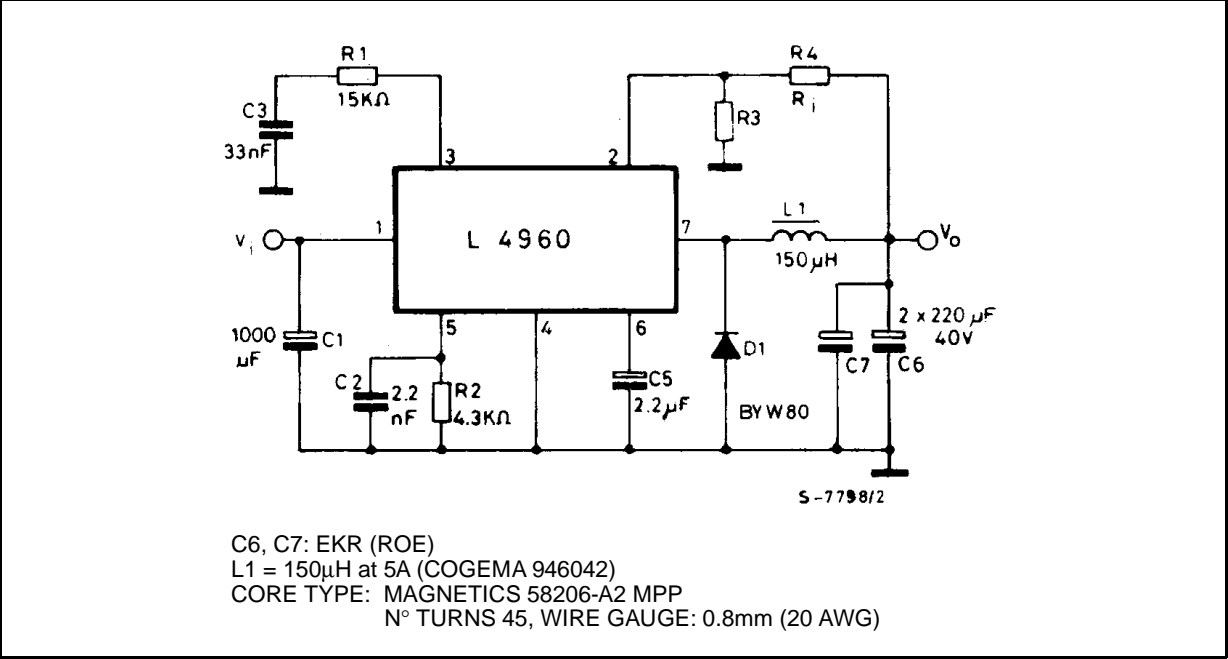 R1
15KΩ
C3
33nF
R4
Ri
R3
3
2
Vi
1
L 4960
7
L1
150µH
Vo
5
4
6
1000
µF
C1
C2
2.2
nF
R2
4.3KΩ
C5
2.2µF
D1
BYW80
C7
C6
2 x 220 µF
40V
S-7798/2
C6, C7: EKR (ROE)
L1 = 150µH at 5A (COGEMA 946042)
CORE TYPE: MAGNETICS 58206-A2 MPP
N° TURNS 45, WIRE GAUGE: 0.8mm (20 AWG)